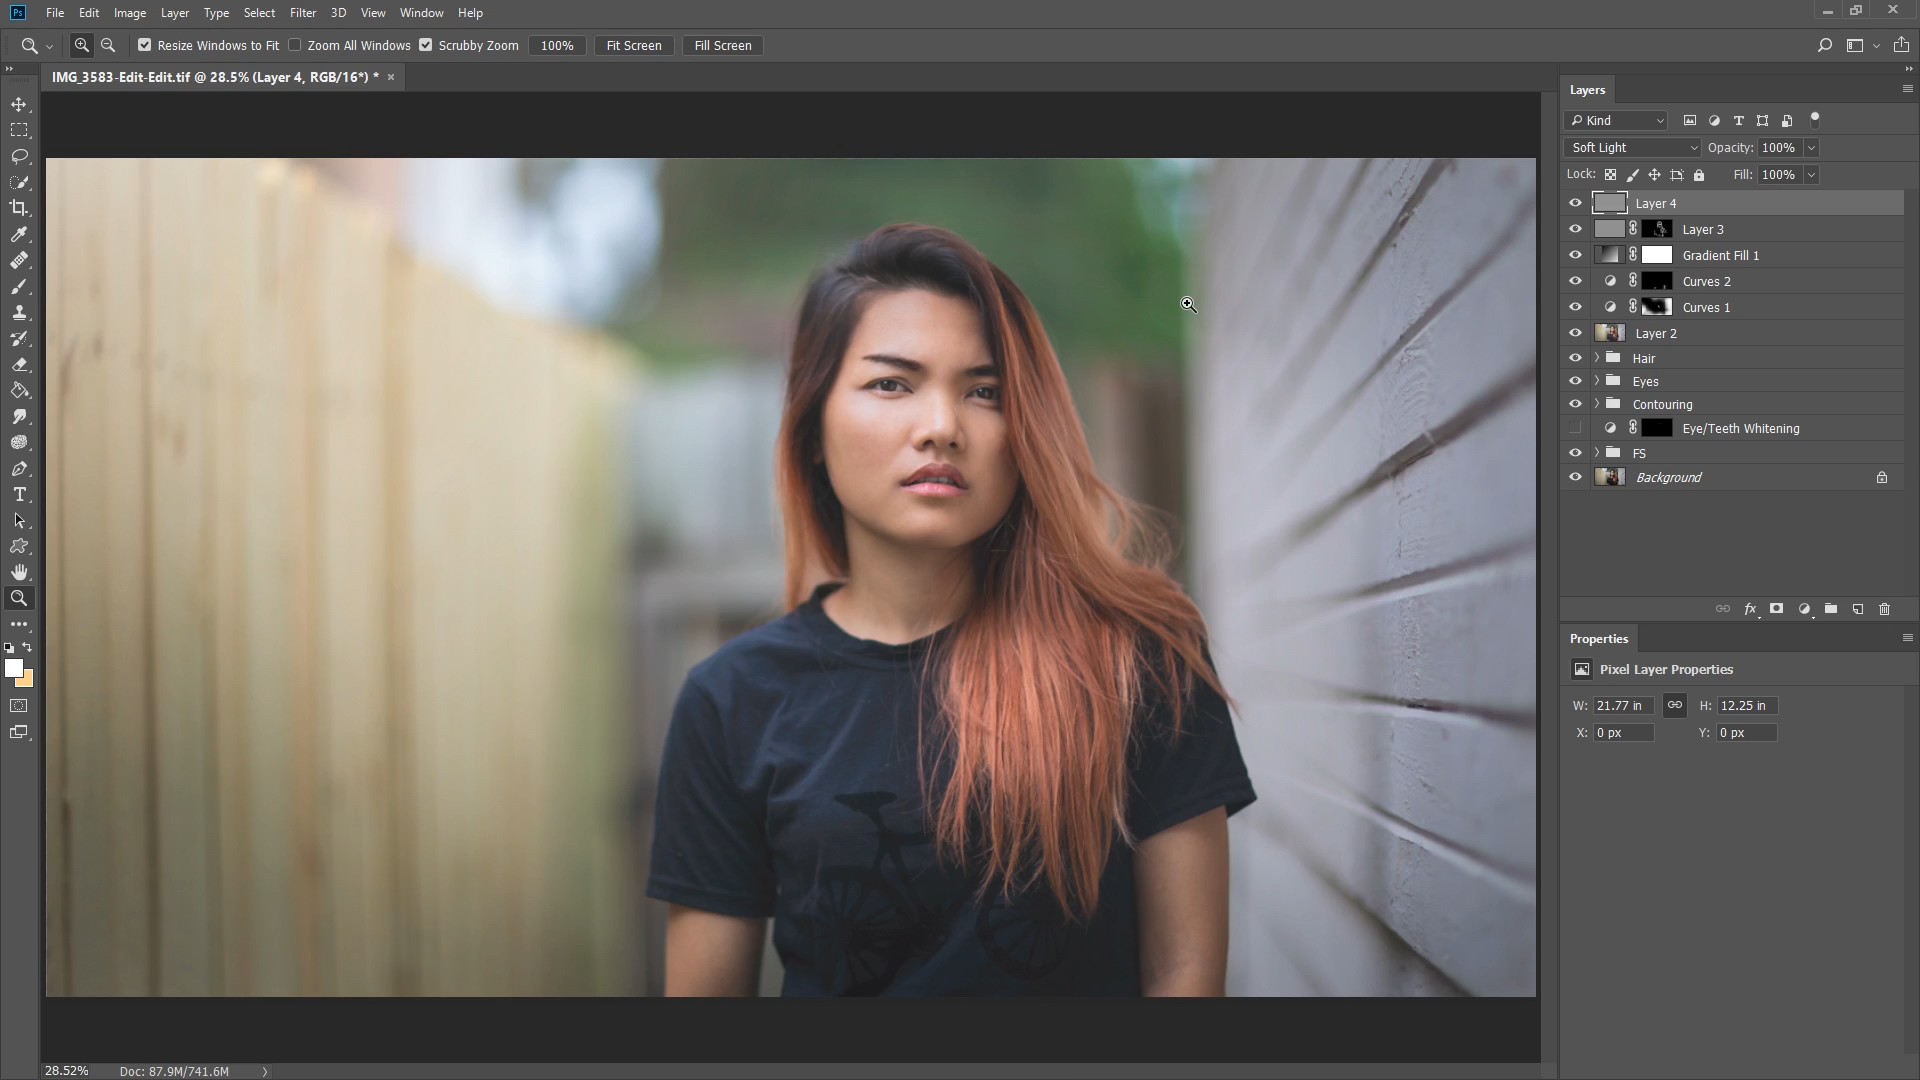 Ps File Edit Image Layer Type Select Filter 3D View Window Help
Resize Windows to Fit Zoom All Windows Scrubby Zoom 100% Fit Screen Fill Screen
IMG_3583-Edit-Edit.tif @ 28.5% (Layer 4, RGB/16*) * ×
Layers
Kind
Soft Light Opacity: 100%
Lock: Fill: 100%
Layer 4
Layer 3
Gradient Fill 1
Curves 2
Curves 1
Layer 2
Hair
Eyes
Contouring
Eye/Teeth Whitening
FS
Background
fx
Properties
Pixel Layer Properties
W: 21.77 in H: 12.25 in
X: 0 px Y: 0 px
28.52% Doc: 87.9M/741.6M